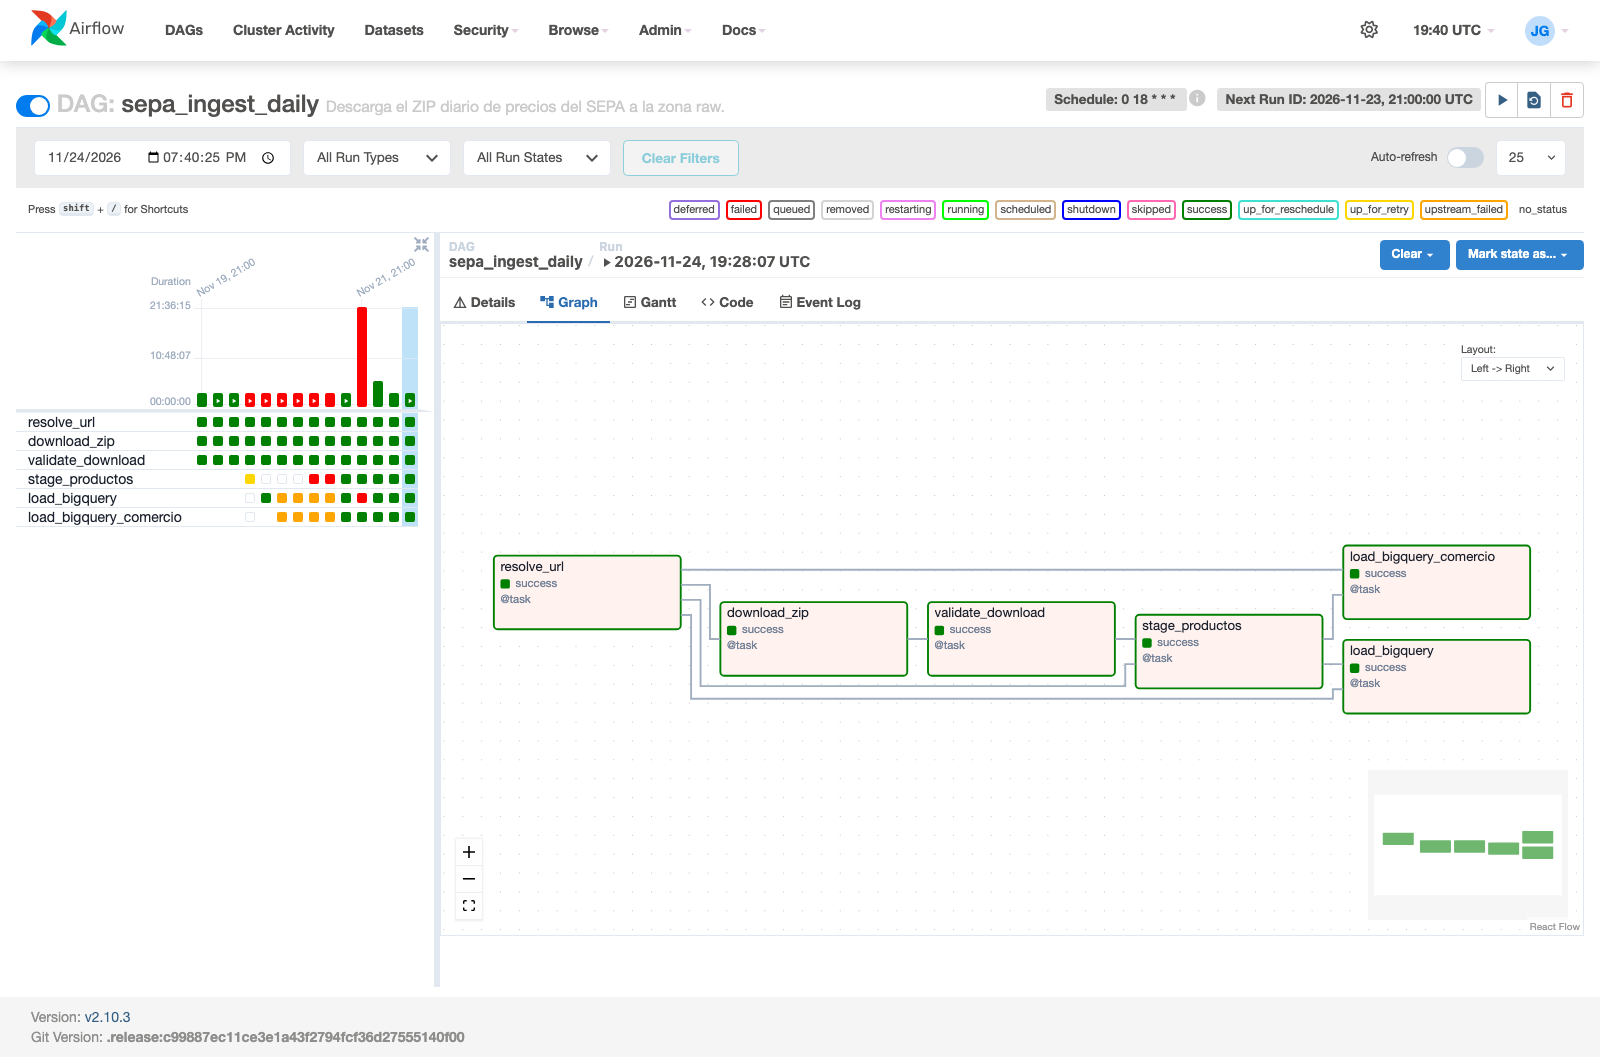 Airflow
DAGs
Cluster Activity
Datasets
Security
Browse
Admin
Docs
19:40 UTC
JG
DAG: sepa_ingest_daily Descarga el ZIP diario de precios del SEPA a la zona raw.
Schedule: 0 18 * * *
Next Run ID: 2026-11-23, 21:00:00 UTC
11/24/2026 07:40:25 PM
All Run Types
All Run States
Clear Filters
Auto-refresh
25
Press shift + / for Shortcuts
deferred
failed
queued
removed
restarting
running
scheduled
shutdown
skipped
success
up_for_reschedule
up_for_retry
upstream_failed
no_status
Duration
Nov 19, 21:00
Nov 21, 21:00
21:36:15
10:48:07
00:00:00
resolve_url
download_zip
validate_download
stage_productos
load_bigquery
load_bigquery_comercio
DAG
sepa_ingest_daily
/
Run
2026-11-24, 19:28:07 UTC
Clear
Mark state as...
Details
Graph
Gantt
Code
Event Log
Layout:
Left -> Right
resolve_url
success
@task
download_zip
success
@task
validate_download
success
@task
stage_productos
success
@task
load_bigquery_comercio
success
@task
load_bigquery
success
@task
React Flow
Version: v2.10.3
Git Version: .release:c99887ec11ce3e1a43f2794fcf36d27555140f00